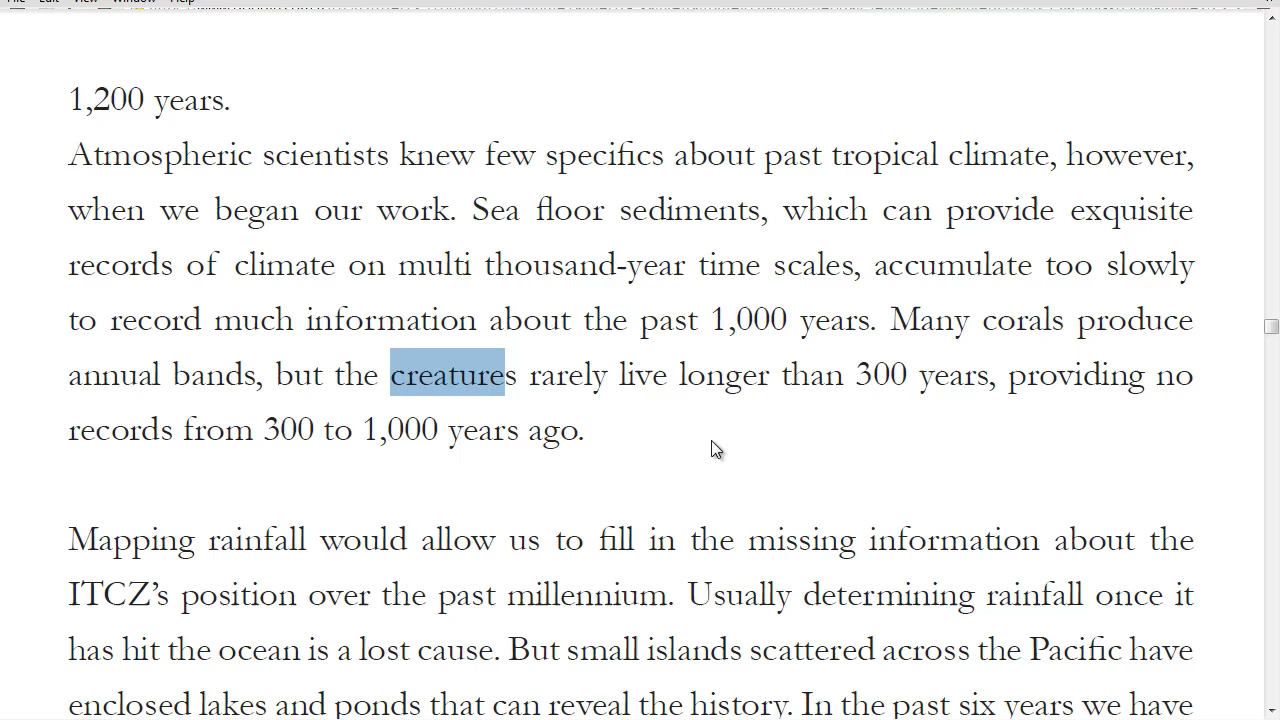 File Edit View Window Help
1,200 years.
Atmospheric scientists knew few specifics about past tropical climate, however,
when we began our work. Sea floor sediments, which can provide exquisite
records of climate on multi thousand-year time scales, accumulate too slowly
to record much information about the past 1,000 years. Many corals produce
annual bands, but the creatures rarely live longer than 300 years, providing no
records from 300 to 1,000 years ago.
Mapping rainfall would allow us to fill in the missing information about the
ITCZ’s position over the past millennium. Usually determining rainfall once it
has hit the ocean is a lost cause. But small islands scattered across the Pacific have
enclosed lakes and ponds that can reveal the history. In the past six years we have